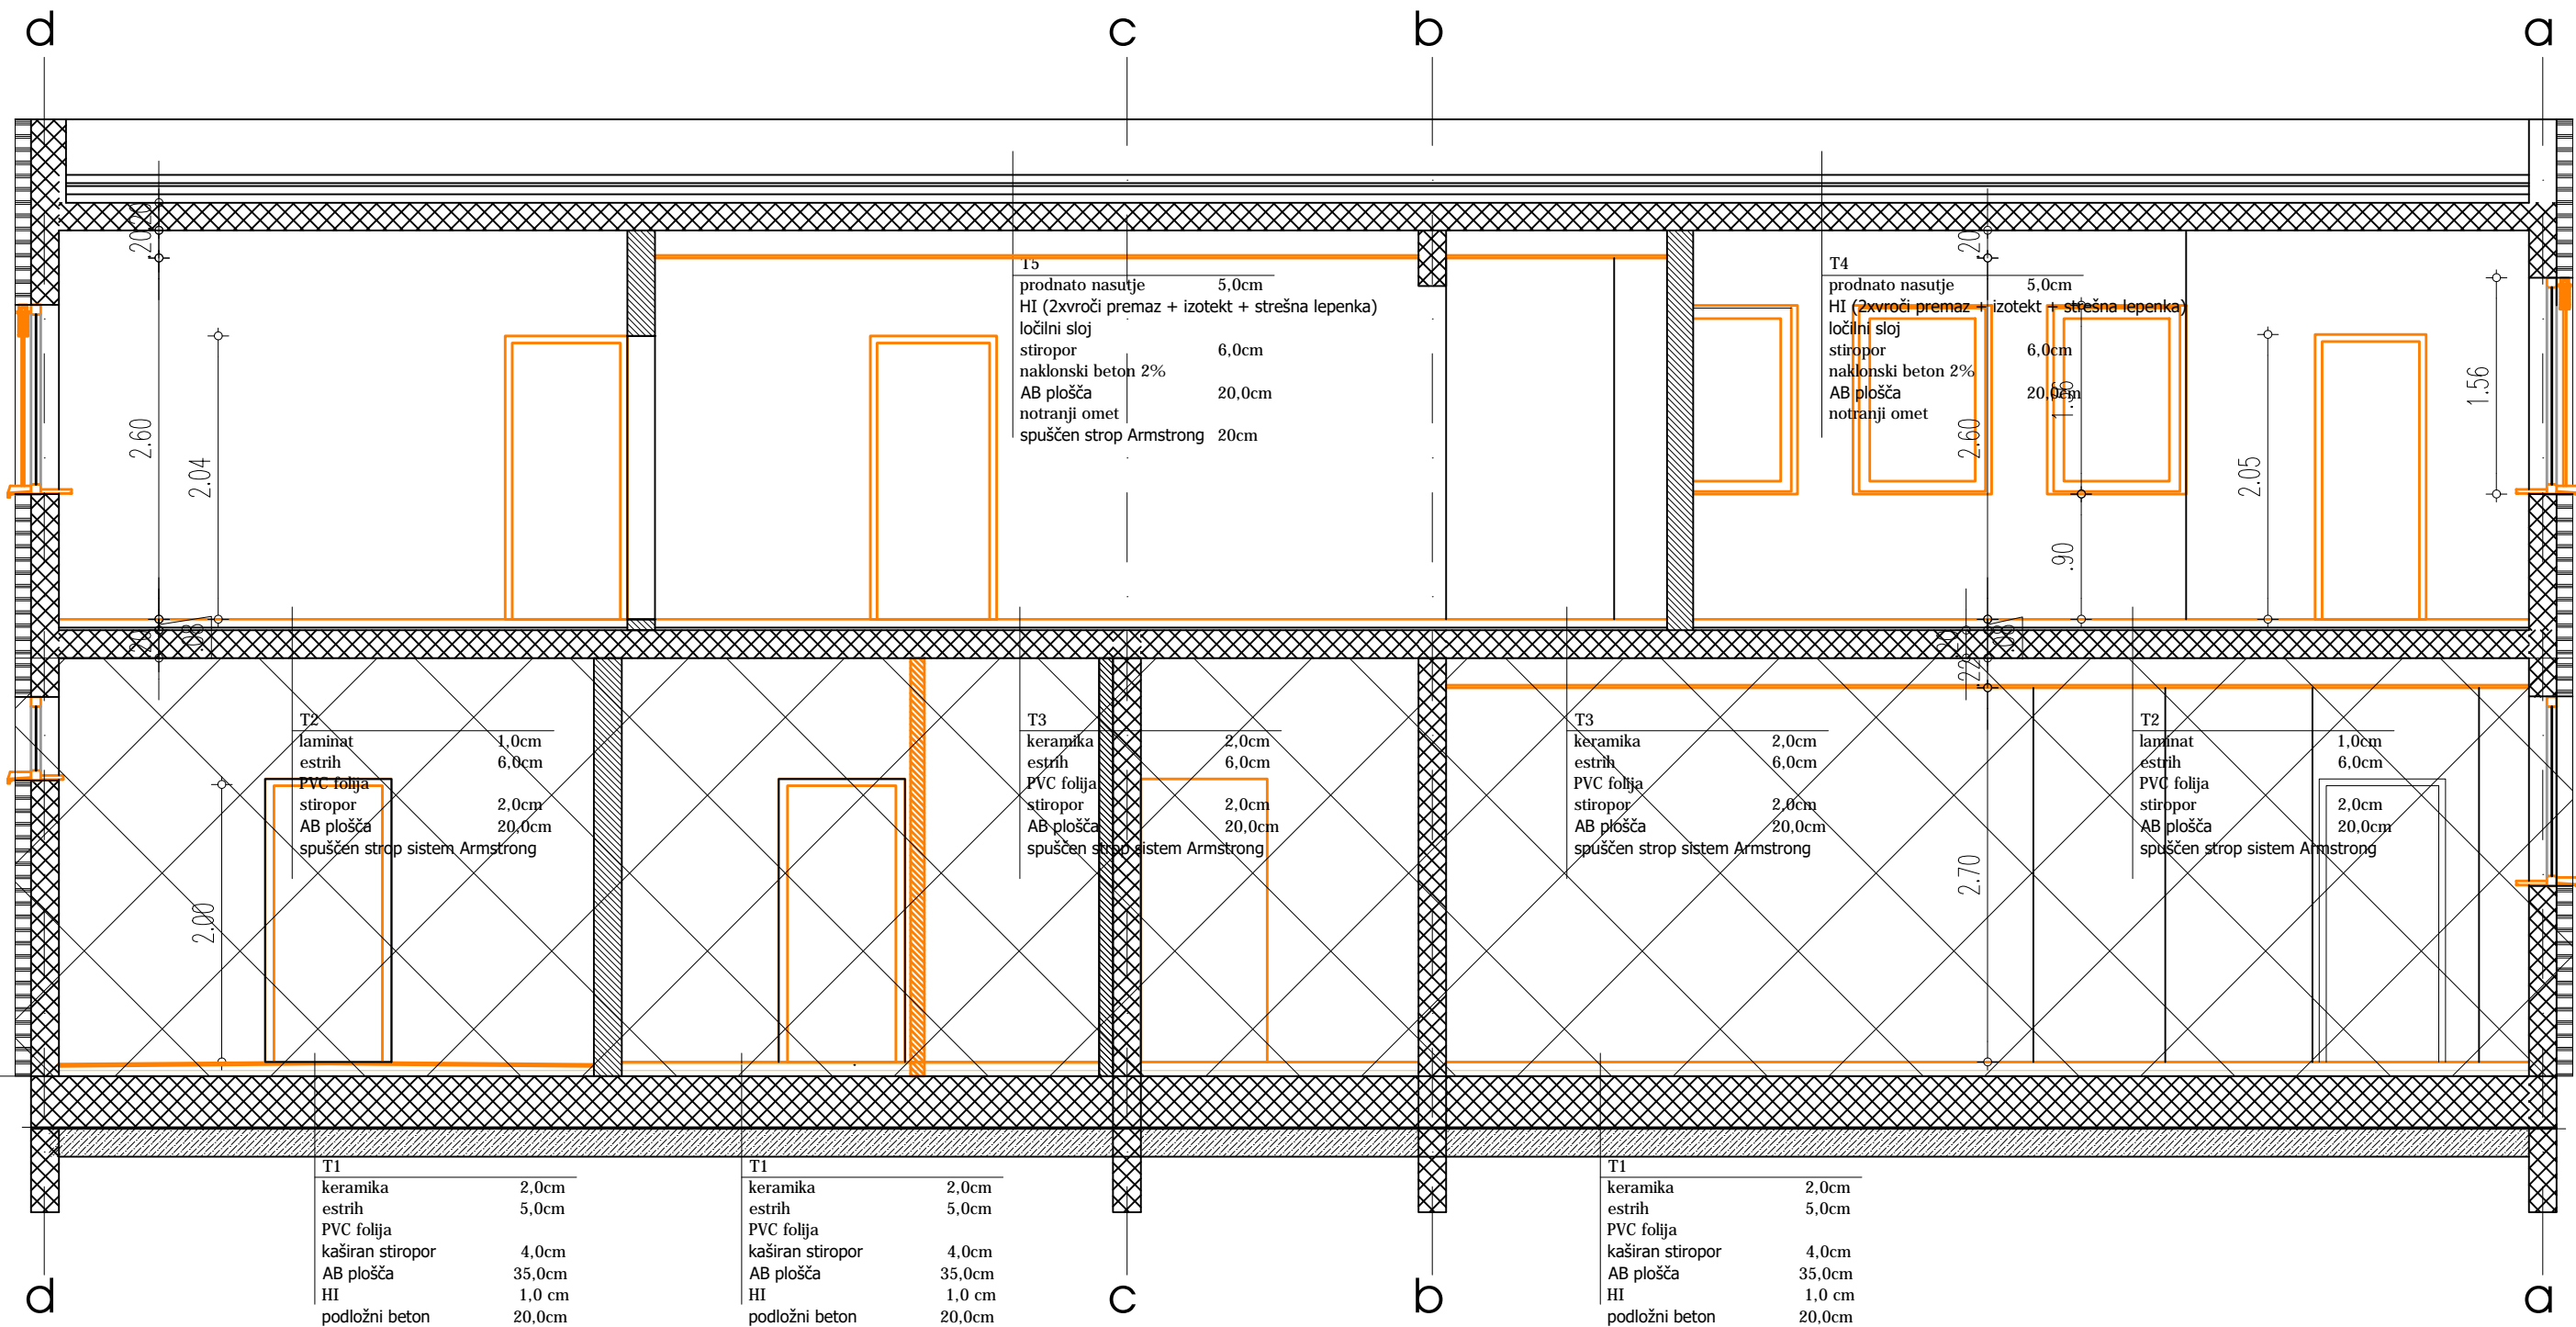 d c b a
T5
prodnato nasutje 5,0cm
HI (2xvroči premaz + izotekt + strešna lepenka)
ločilni sloj
stiropor 6,0cm
naklonski beton 2%
AB plošča 20,0cm
notranji omet
spuščen strop Armstrong 20cm
T4
prodnato nasutje 5,0cm
HI (2xvroči premaz + izotekt + strešna lepenka)
ločilni sloj
stiropor 6,0cm
naklonski beton 2%
AB plošča 20,0cm
notranji omet
.20
2.60
2.04
.20
2.60
.90
2.05
1.56
.08
T2
laminat 1,0cm
estrih 6,0cm
PVC folija
stiropor 2,0cm
AB plošča 20,0cm
spuščen strop sistem Armstrong
T3
keramika 2,0cm
estrih 6,0cm
PVC folija
stiropor 2,0cm
AB plošča 20,0cm
spuščen strop sistem Armstrong
T3
keramika 2,0cm
estrih 6,0cm
PVC folija
stiropor 2,0cm
AB plošča 20,0cm
spuščen strop sistem Armstrong
T2
laminat 1,0cm
estrih 6,0cm
PVC folija
stiropor 2,0cm
AB plošča 20,0cm
spuščen strop sistem Armstrong
2.00
2.70
T1
keramika 2,0cm
estrih 5,0cm
PVC folija
kaširan stiropor 4,0cm
AB plošča 35,0cm
HI 1,0 cm
podložni beton 20,0cm
T1
keramika 2,0cm
estrih 5,0cm
PVC folija
kaširan stiropor 4,0cm
AB plošča 35,0cm
HI 1,0 cm
podložni beton 20,0cm
T1
keramika 2,0cm
estrih 5,0cm
PVC folija
kaširan stiropor 4,0cm
AB plošča 35,0cm
HI 1,0 cm
podložni beton 20,0cm
d c b a